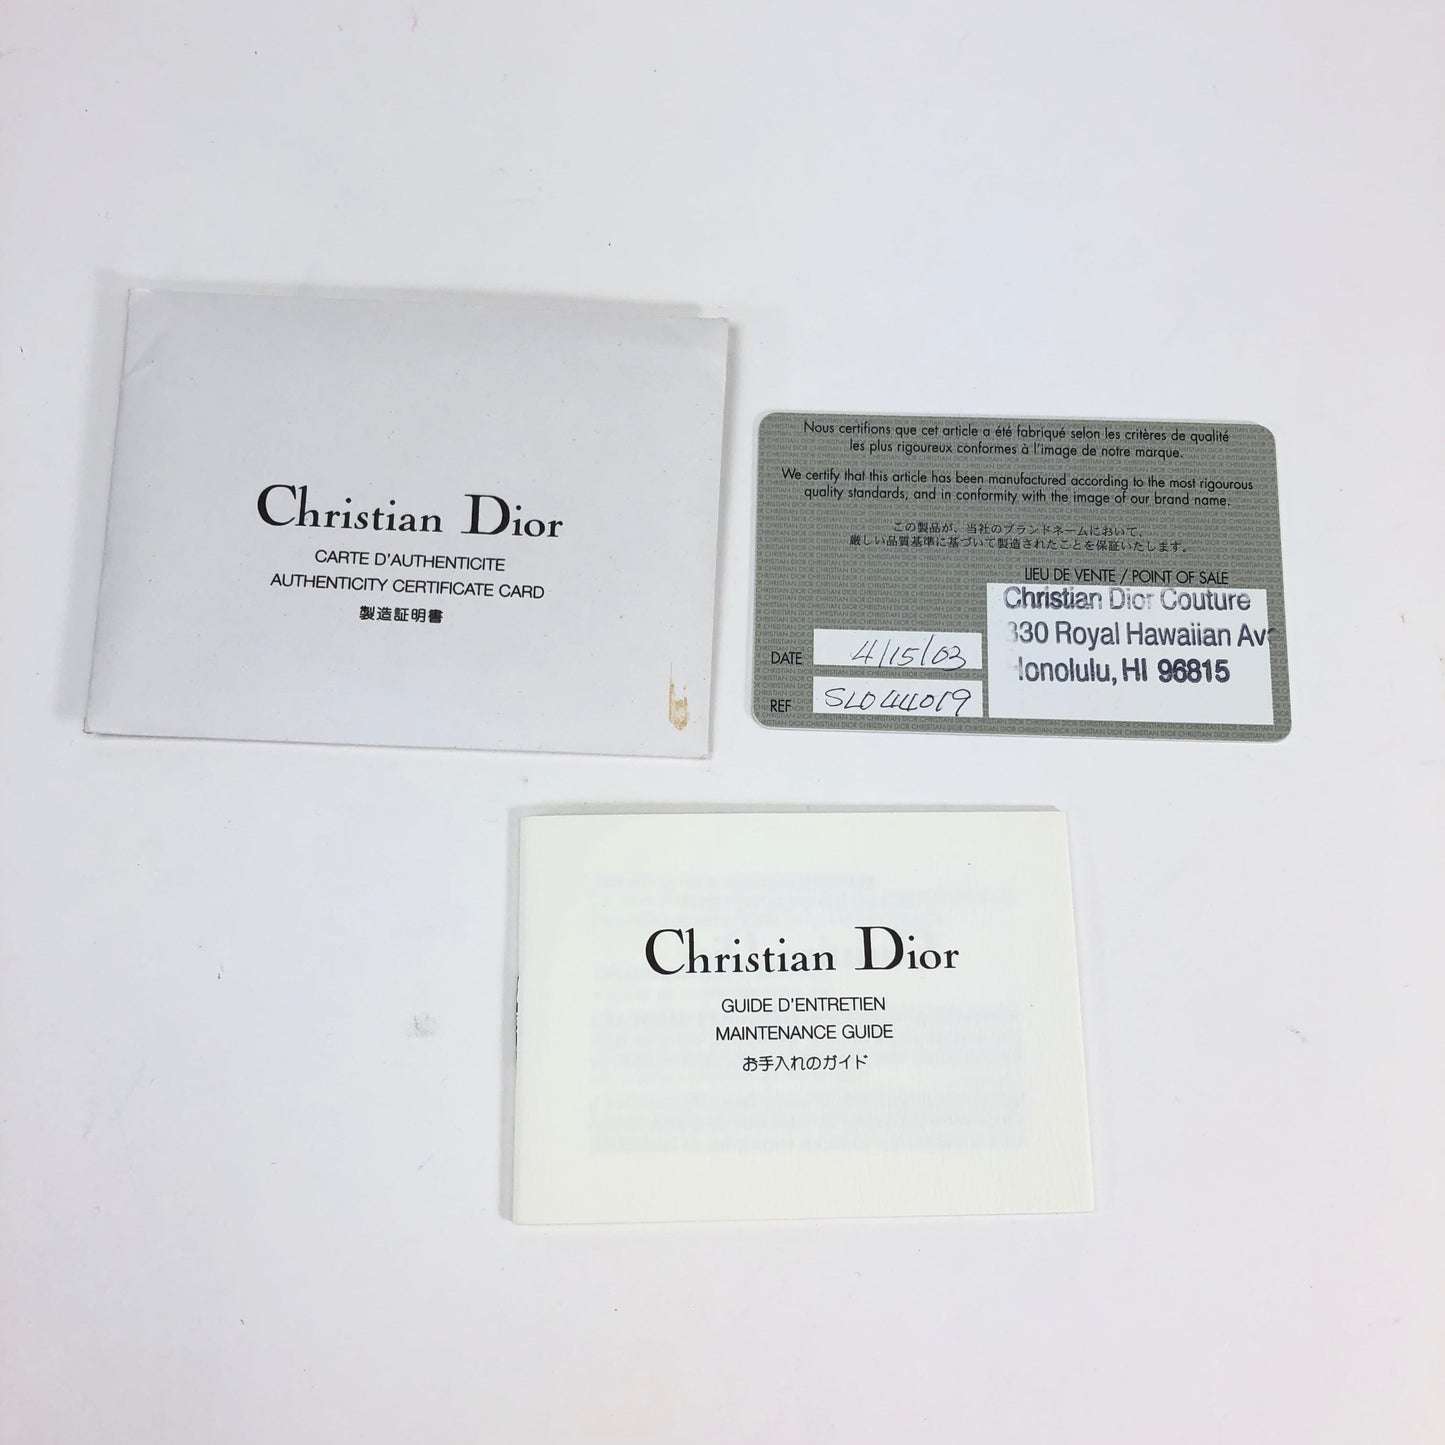 Christian Dior
CARTE D'AUTHENTICITE
AUTHENTICITY CERTIFICATE CARD
製造証明書
Nous certifions que cet article a été fabriqué selon les critères de qualité
les plus rigoureux conformes à l'image de notre marque.
We certify that this article has been manufactured according to the most rigourous
quality standards, and in conformity with the image of our brand name.
この製品が、当社のブランドネームにおいて、
厳しい品質基準に基づいて製造されたことを保証いたします。
LIEU DE VENTE / POINT OF SALE
Christian Dior Couture
330 Royal Hawaiian Av
onolulu, HI 96815
DATE 4/15/03
REF SLO44019
Christian Dior
GUIDE D'ENTRETIEN
MAINTENANCE GUIDE
お手入れのガイド